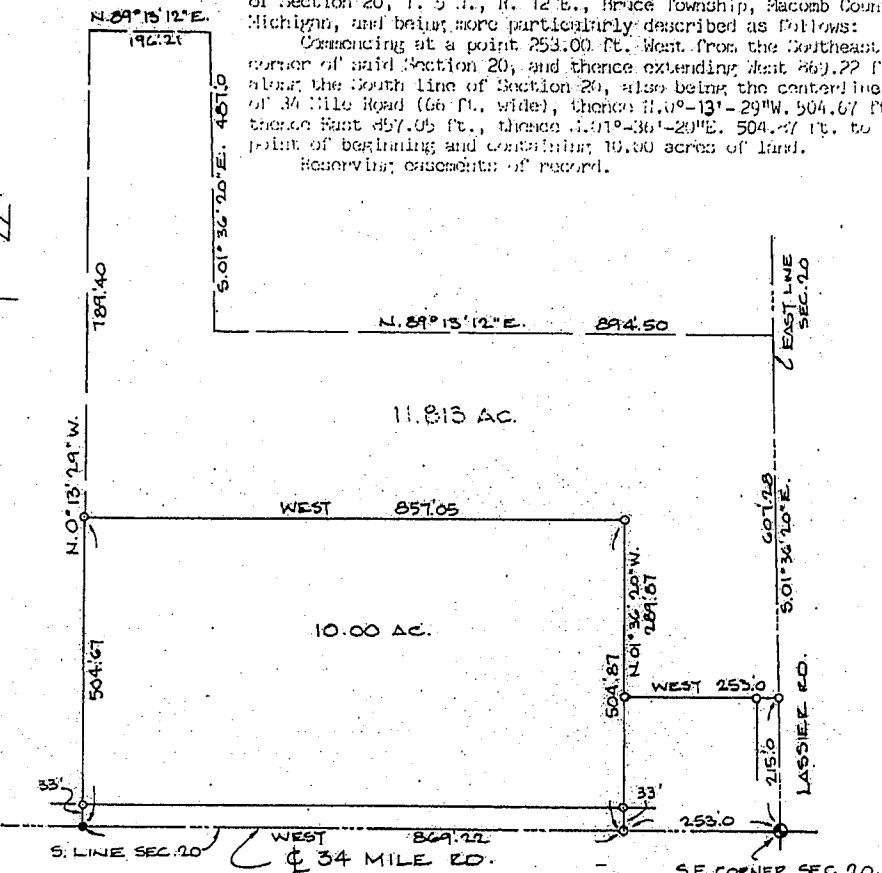 of Section 20, T. 5 N., R. 12 E., Bruce Township, Macomb Coun
Michigan, and being more particularly described as follows:
Commencing at a point 253.00 ft. West from the Southeast
corner of said Section 20, and thence extending West 869.22 f
along the South line of Section 20, also being the centerline
of 34 Mile Road (66 ft. wide), thence N.0°-13'-29"W. 504.67 f
thence East 857.05 ft., thence S.01°-36'-20"E. 504.87 ft. to
point of beginning and containing 10.00 acres of land.
Reserving easements of record.
N.89°13'12"E.
196.21
S.01°36'20"E. 487.0
789.40
N.89°13'12"E. 894.50
EAST LINE
SEC.20
11.813 AC.
N.0°13'29"W.
WEST 857.05
607.28
S.01°36'20"E.
N.01°36'20"W.
289.87
10.00 AC.
504.67
504.87
WEST 253.0
215.0
LASSIER RD.
33'
33'
WEST 869.22
253.0
S. LINE SEC.20
℄ 34 MILE RD.
S.E. CORNER SEC.20